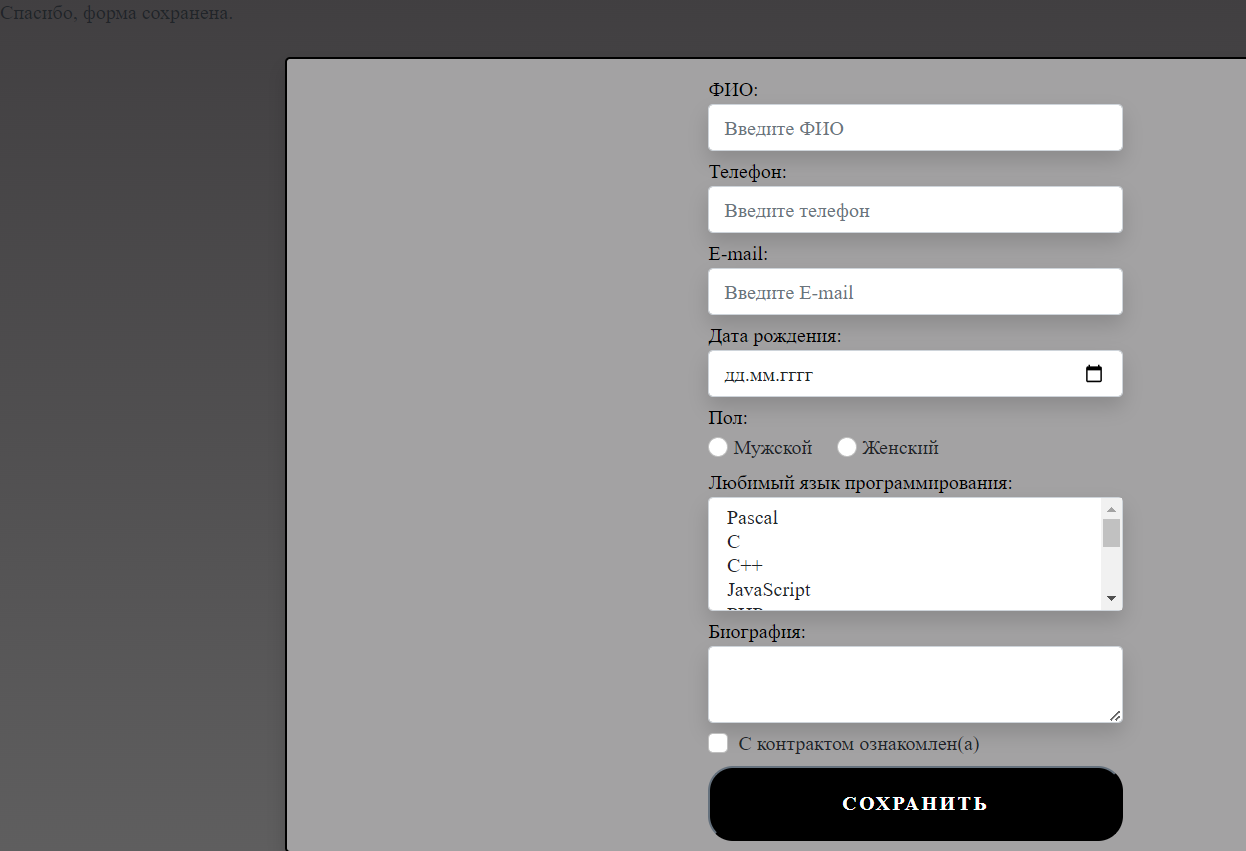 Спасибо, форма сохранена.
ФИО:
Введите ФИО
Телефон:
Введите телефон
E-mail:
Введите E-mail
Дата рождения:
дд.мм.гггг
Пол:
Мужской Женский
Любимый язык программирования:
Pascal
C
C++
JavaScript
Биография:
С контрактом ознакомлен(а)
СОХРАНИТЬ